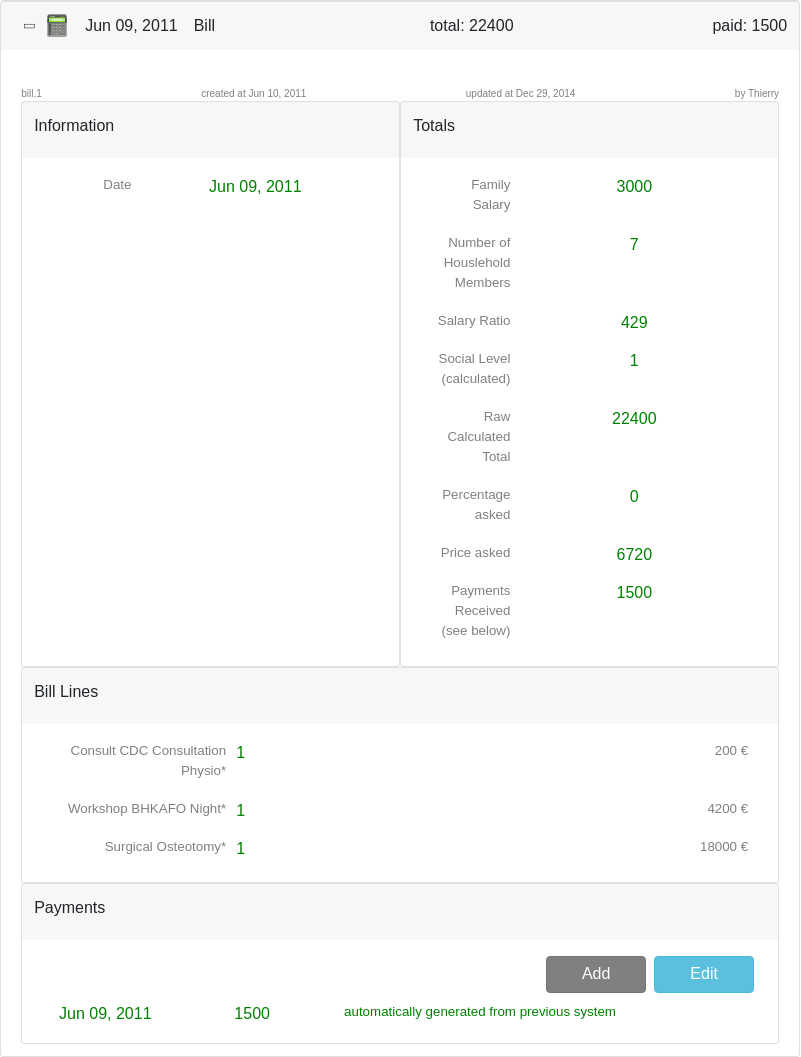 Jun 09, 2011 Bill total: 22400 paid: 1500
bill.1 created at Jun 10, 2011 updated at Dec 29, 2014 by Thierry
Information
Date Jun 09, 2011
Totals
Family 3000
Salary
Number of 7
Houslehold
Members
Salary Ratio 429
Social Level 1
(calculated)
Raw 22400
Calculated
Total
Percentage 0
asked
Price asked 6720
Payments 1500
Received
(see below)
Bill Lines
Consult CDC Consultation 1 200 €
Physio*
Workshop BHKAFO Night* 1 4200 €
Surgical Osteotomy* 1 18000 €
Payments
Add Edit
Jun 09, 2011 1500 automatically generated from previous system